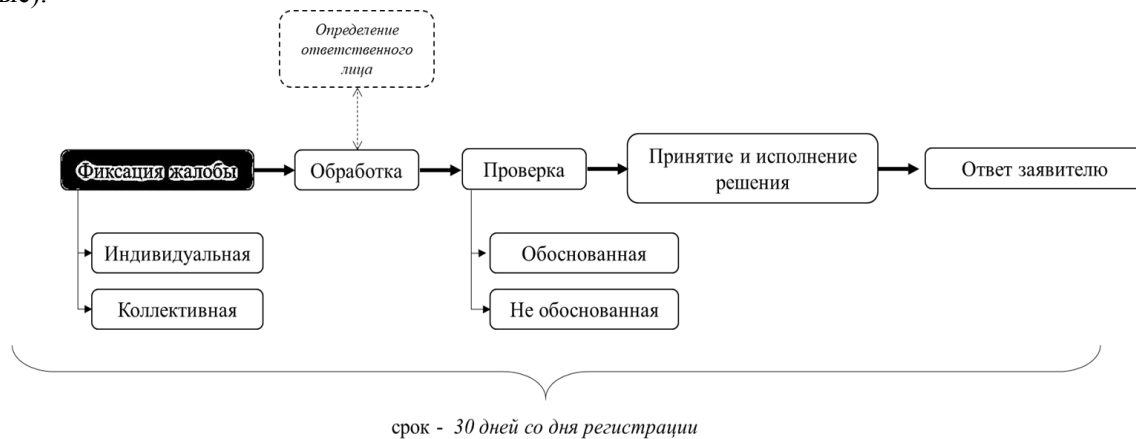 Определение
ответственного
лица
Фиксация жалобы
Обработка
Проверка
Принятие и исполнение
решения
Ответ заявителю
Индивидуальная
Коллективная
Обоснованная
Не обоснованная
срок - 30 дней со дня регистрации